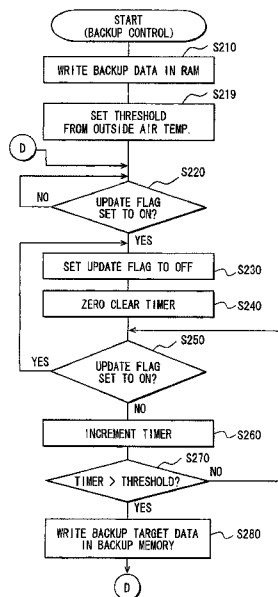 START
(BACKUP CONTROL)
S210
WRITE BACKUP DATA IN RAM
S219
SET THRESHOLD
FROM OUTSIDE AIR TEMP.
D
S220
NO
UPDATE FLAG
SET TO ON?
YES
SET UPDATE FLAG TO OFF
S230
ZERO CLEAR TIMER
S240
S250
YES
UPDATE FLAG
SET TO ON?
NO
INCREMENT TIMER
S260
S270
TIMER > THRESHOLD?
NO
YES
WRITE BACKUP TARGET DATA
IN BACKUP MEMORY
S280
D